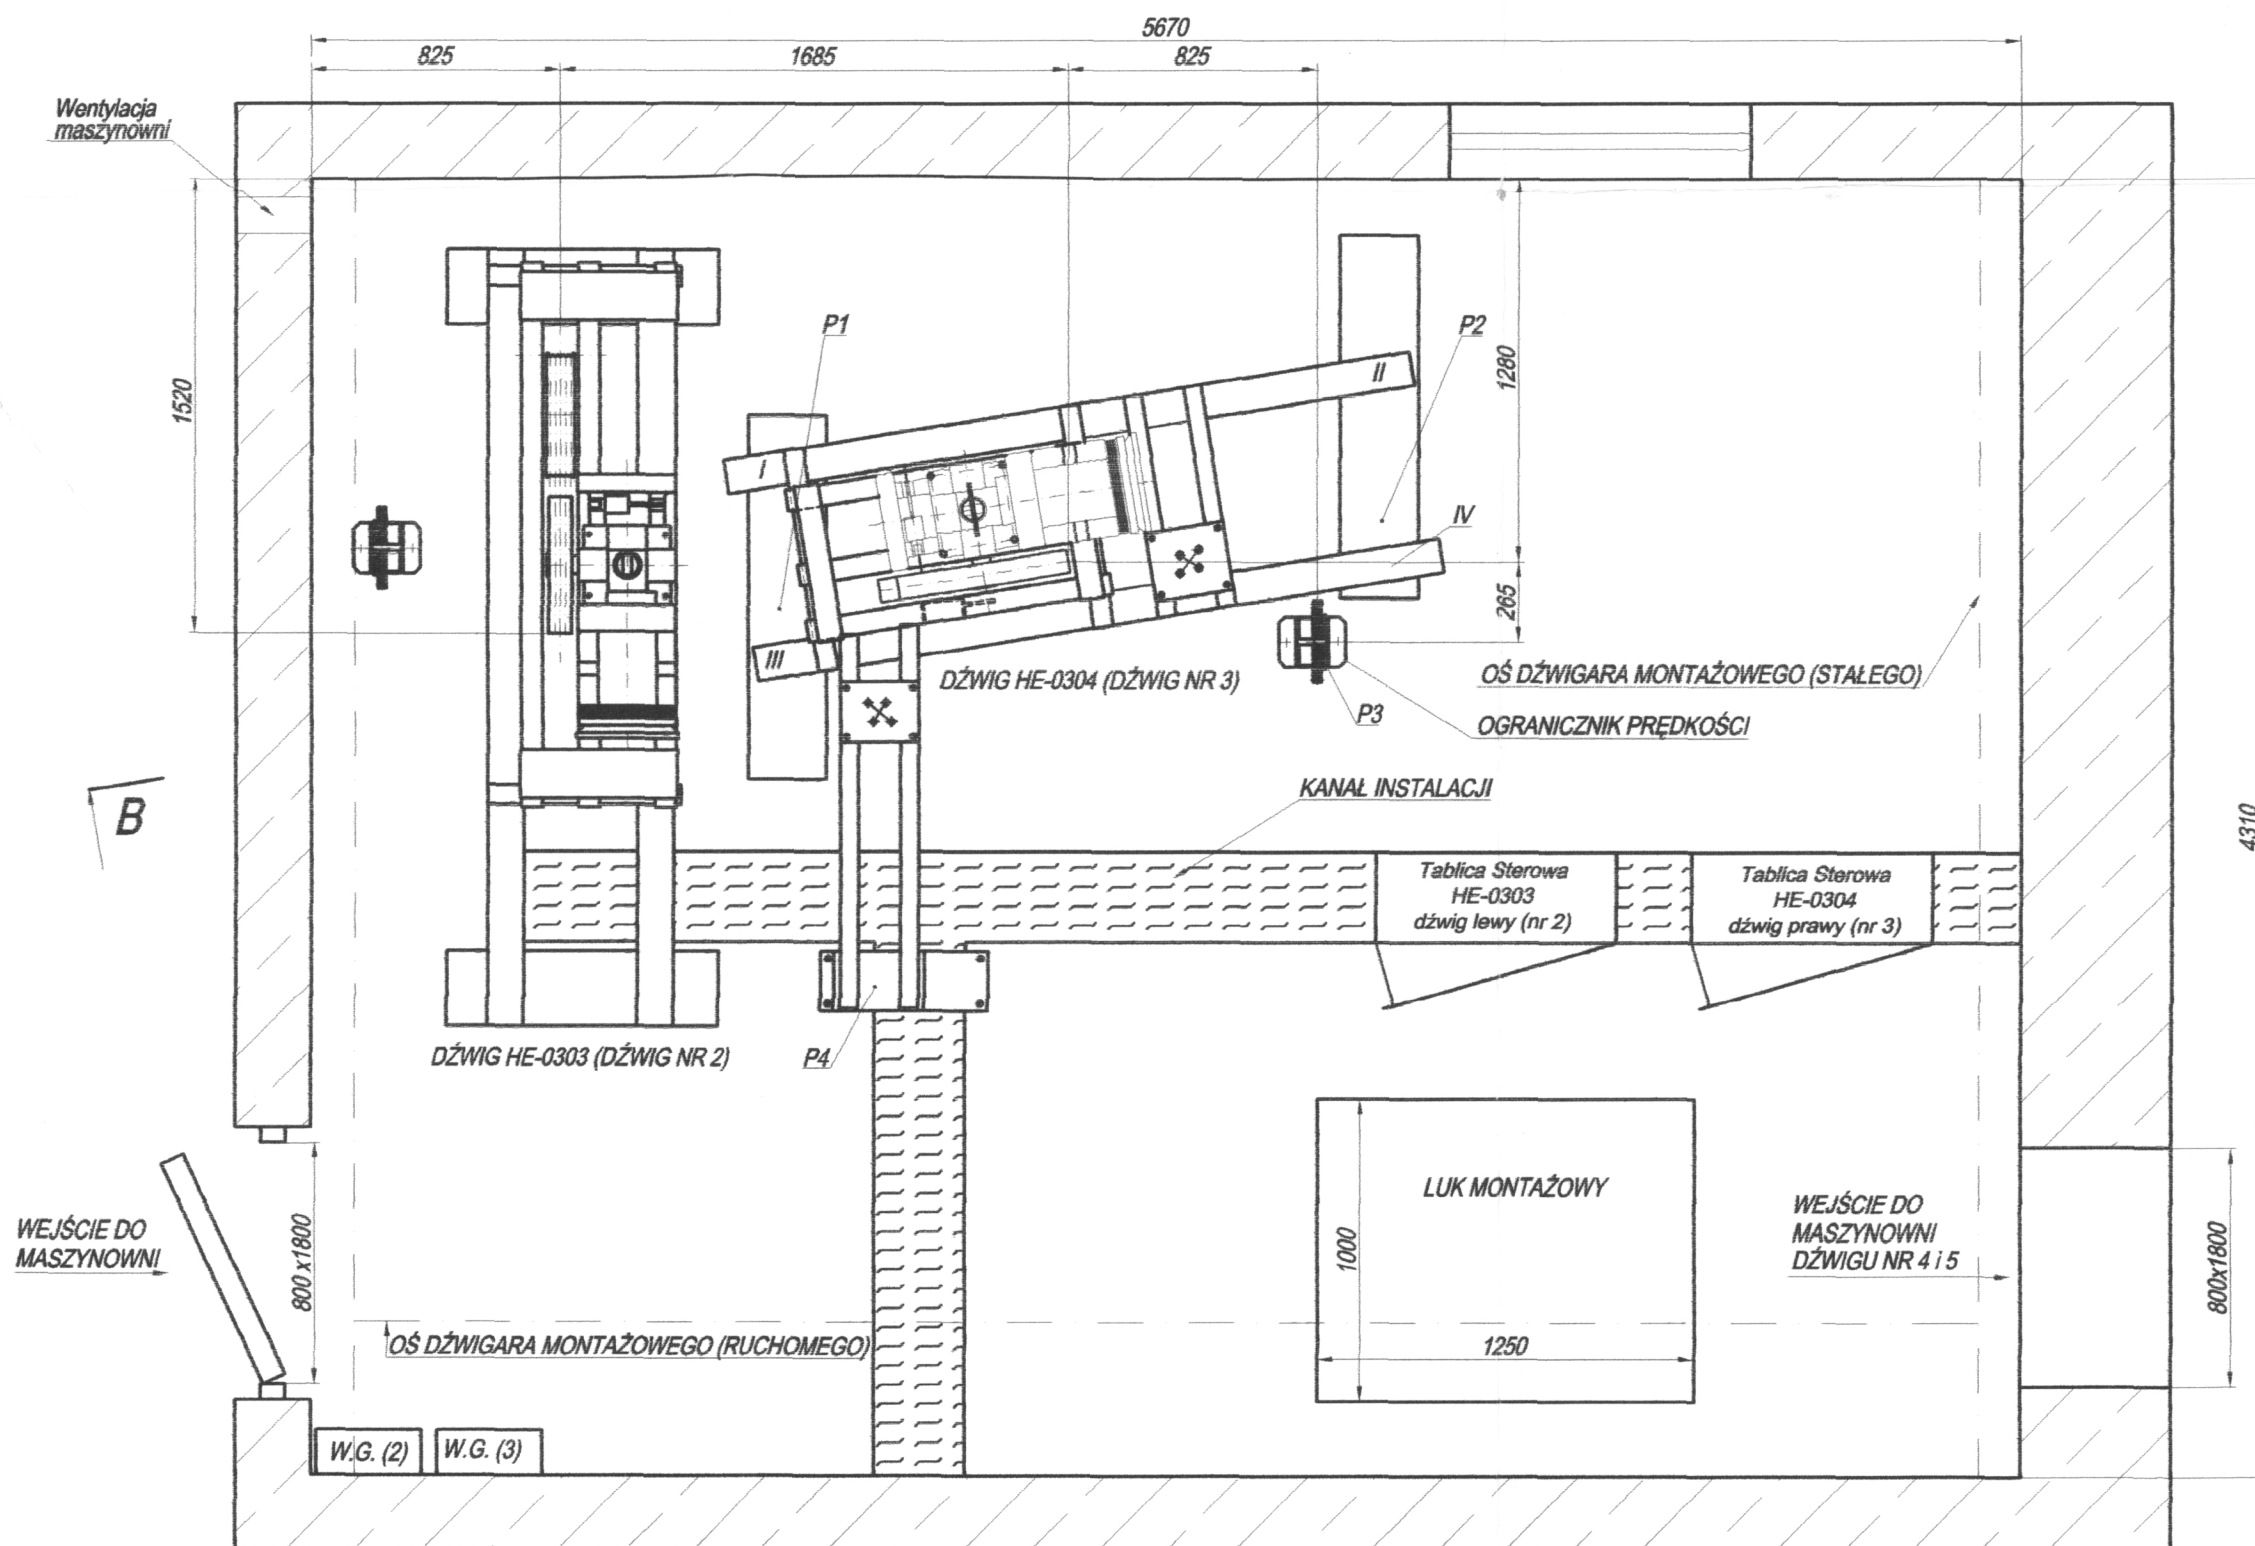 5670
825
1685
825
Wentylacja
maszynowni
1520
P1
P2
1280
I
II
III
IV
265
DŹWIG HE-0304 (DŹWIG NR 3)
OŚ DŹWIGARA MONTAŻOWEGO (STAŁEGO)
P3
OGRANICZNIK PRĘDKOŚCI
KANAŁ INSTALACJI
B
4310
Tablica Sterowa
HE-0303
dźwig lewy (nr 2)
Tablica Sterowa
HE-0304
dźwig prawy (nr 3)
DŹWIG HE-0303 (DŹWIG NR 2)
P4
WEJŚCIE DO
MASZYNOWNI
800x1800
LUK MONTAŻOWY
1000
1250
WEJŚCIE DO
MASZYNOWNI
DŹWIGU NR 4 i 5
800x1800
OŚ DŹWIGARA MONTAŻOWEGO (RUCHOMEGO)
W.G. (2)
W.G. (3)